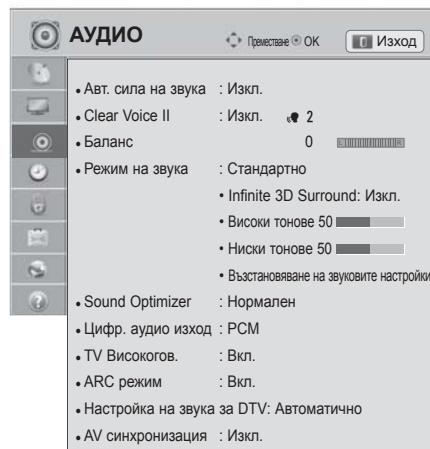 АУДИО
Преместване OK
Изход
• Авт. сила на звука : Изкл.
• Clear Voice II : Изкл. 2
• Баланс 0 L R
• Режим на звука : Стандартно
• Infinite 3D Surround: Изкл.
• Високи тонове 50
• Ниски тонове 50
• Възстановяване на звуковите настройки
• Sound Optimizer : Нормален
• Цифр. аудио изход : PCM
• TV Високогов. : Вкл.
• ARC режим : Вкл.
• Настройка на звука за DTV: Автоматично
• AV синхронизация : Изкл.